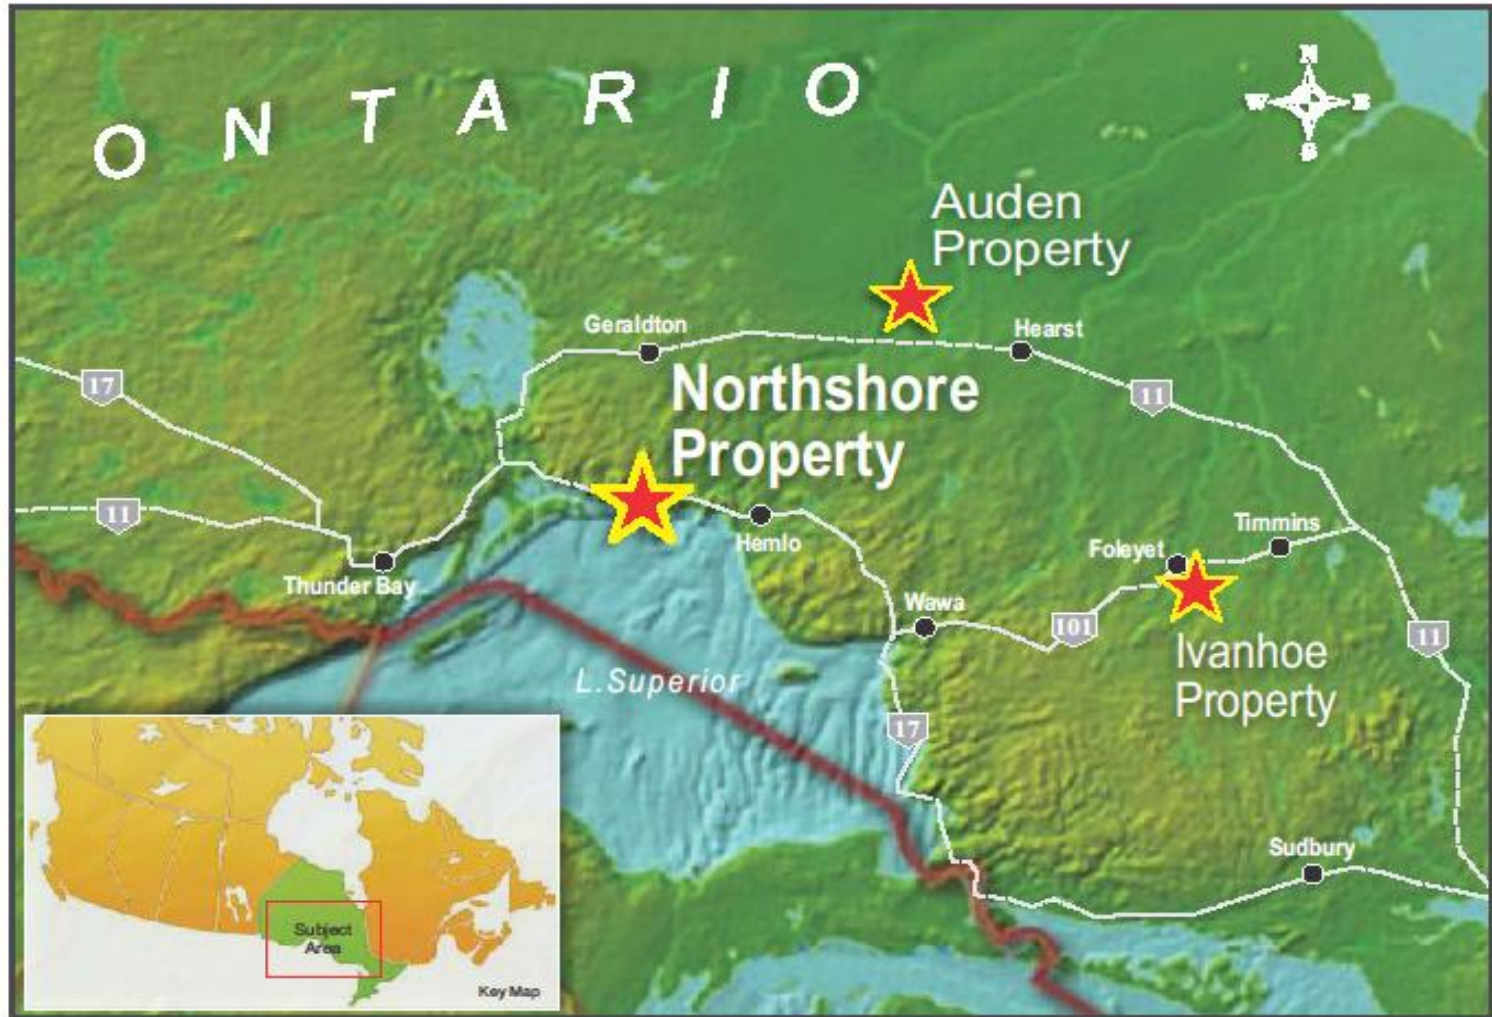 ONTARIO
N
W E
S
Auden
Property
Geraldton
Hearst
17
Northshore
Property
11
11
Timmins
Foleyet
Hemlo
Thunder Bay
Wawa
101
11
Ivanhoe
Property
L.Superior
17
Sudbury
Subject
Area
Key Map